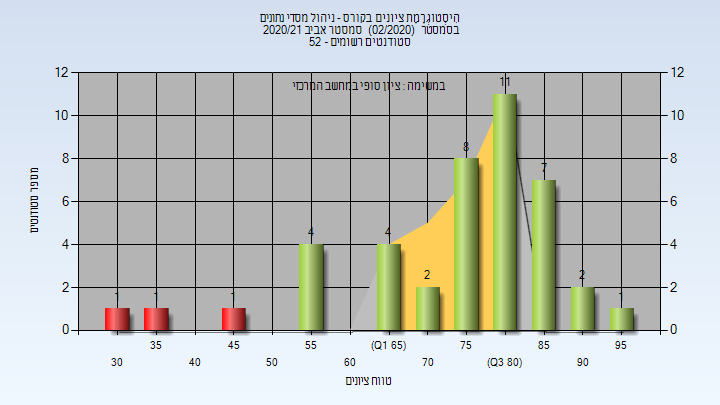 היסטוגרמת ציונים בקורס - ניהול מסדי נתונים
בסמסטר (02/2020) סמסטר אביב 2020/21
סטודנטים רשומים - 52
במשימה : ציון סופי במחשב המרכזי
מספר סטודנטים
12 12
10 10
8 8
6 6
4 4
2 2
0 0
1 1 1 4 4 2 8 11 7 2 1
35 45 55 (Q1 65) 75 85 95
30 40 50 60 70 (Q3 80) 90
טווח ציונים